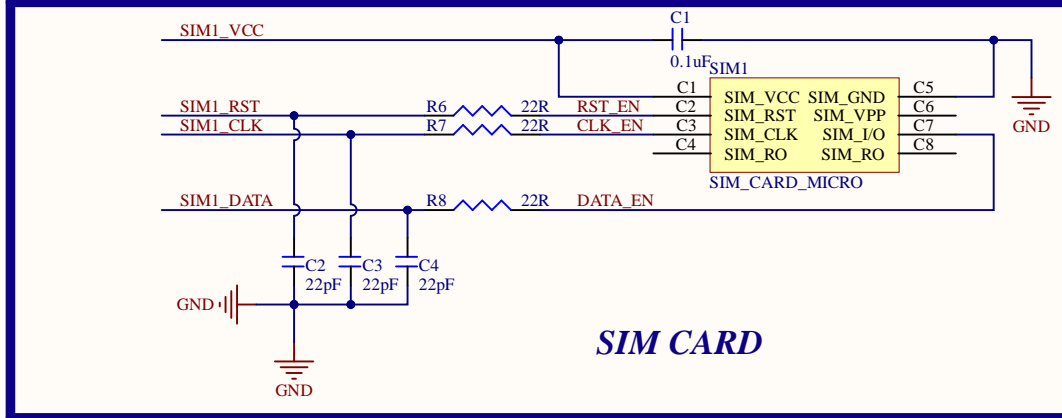 C1
SIM1_VCC
0.1uF
SIM1
C1 SIM_VCC SIM_GND C5
SIM1_RST R6 22R RST_EN C2 SIM_RST SIM_VPP C6
SIM1_CLK R7 22R CLK_EN C3 SIM_CLK SIM_I/O C7
C4 SIM_RO SIM_RO C8
GND
SIM_CARD_MICRO
SIM1_DATA R8 22R DATA_EN
C2 C3 C4
22pF 22pF 22pF
GND
SIM CARD
GND